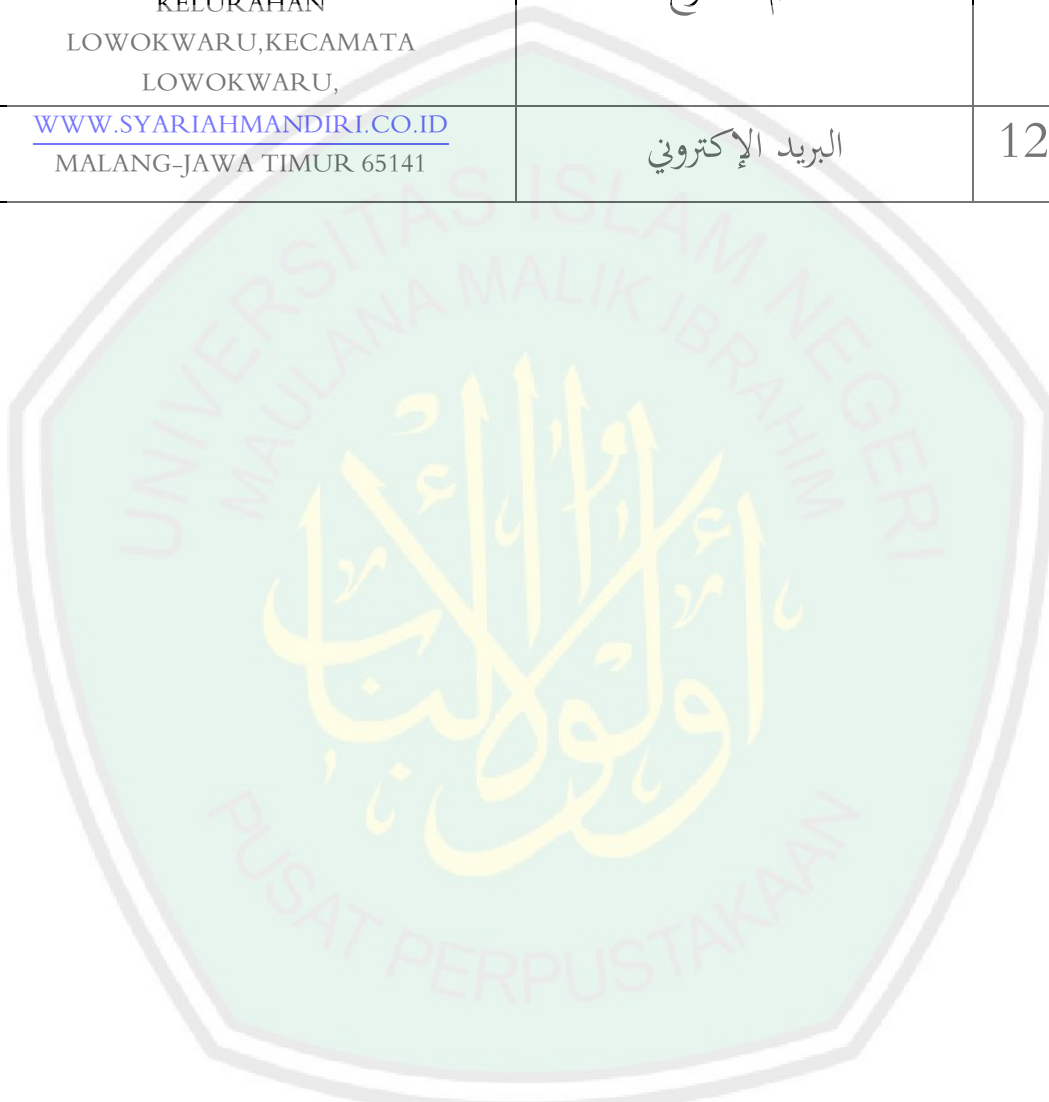 KELURAHAN
LOWOKWARU,KECAMATA
LOWOKWARU,
12
البريد الإكتروني
WWW.SYARIAHMANDIRI.CO.ID
MALANG-JAWA TIMUR 65141
UNIVERSITAS ISLAM NEGERI
MAULANA MALIK IBRAHIM
أولوا الألباب
PUSAT PERPUSTAKAAN